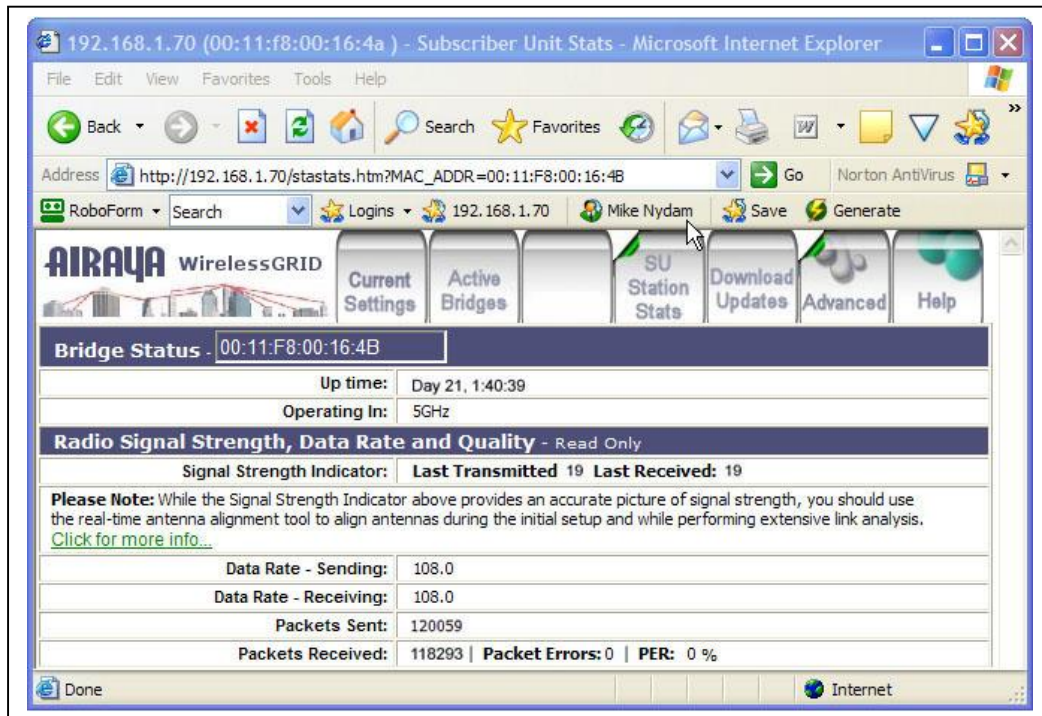 192.168.1.70 (00:11:f8:00:16:4a ) - Subscriber Unit Stats - Microsoft Internet Explorer
File Edit View Favorites Tools Help
Back Search Favorites W »
Address http://192.168.1.70/stastats.htm?MAC_ADDR=00:11:F8:00:16:4B Go Norton AntiVirus
RoboForm Search Logins 192.168.1.70 Mike Nydam Save Generate
AIRAYA WirelessGRID
Current Settings
Active Bridges
SU Station Stats
Download Updates
Advanced
Help
Bridge Status - 00:11:F8:00:16:4B
Up time: Day 21, 1:40:39
Operating In: 5GHz
Radio Signal Strength, Data Rate and Quality - Read Only
Signal Strength Indicator: Last Transmitted 19 Last Received: 19
Please Note: While the Signal Strength Indicator above provides an accurate picture of signal strength, you should use
the real-time antenna alignment tool to align antennas during the initial setup and while performing extensive link analysis.
Click for more info...
Data Rate - Sending: 108.0
Data Rate - Receiving: 108.0
Packets Sent: 120059
Packets Received: 118293 | Packet Errors: 0 | PER: 0 %
Done Internet